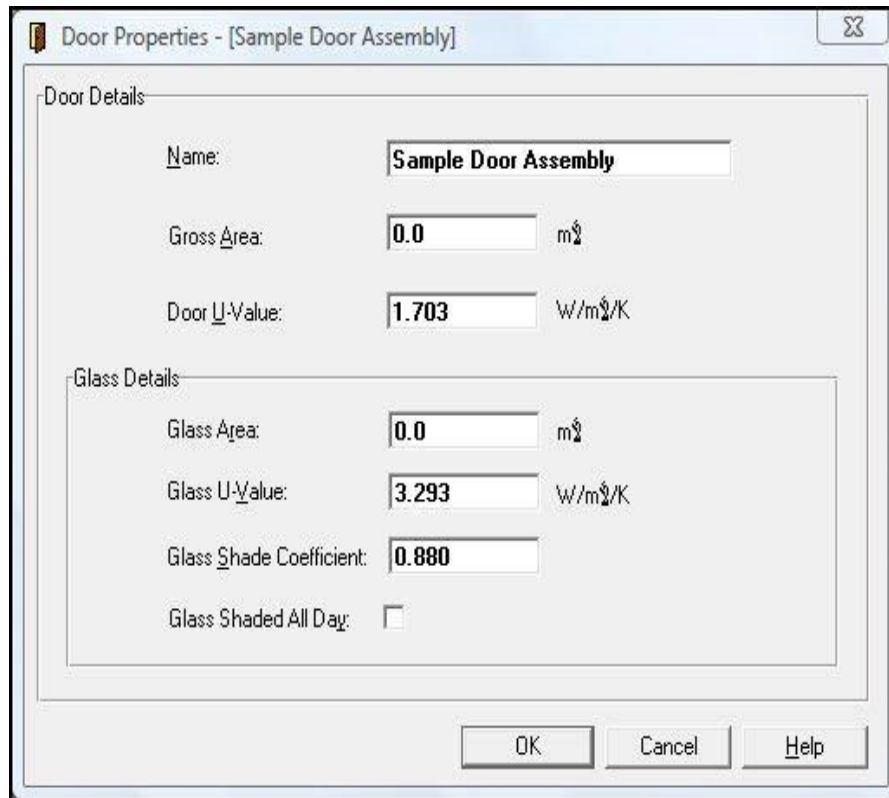 Door Properties - [Sample Door Assembly]
Door Details
Name: Sample Door Assembly
Gross Area: 0.0 m²
Door U-Value: 1.703 W/m²/K
Glass Details
Glass Area: 0.0 m²
Glass U-Value: 3.293 W/m²/K
Glass Shade Coefficient: 0.880
Glass Shaded All Day:
OK Cancel Help